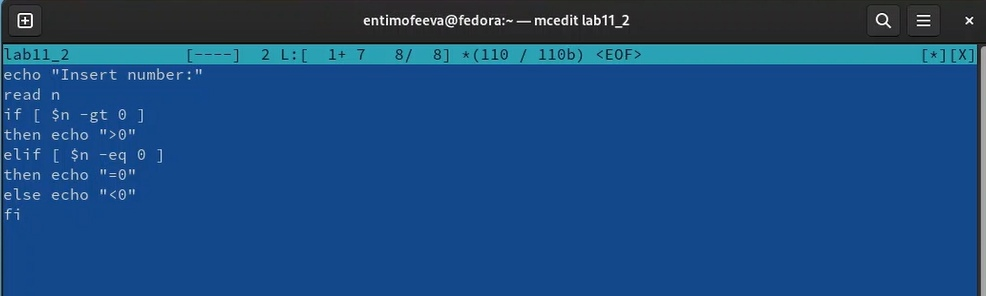 entimofeeva@fedora:~ — mcedit lab11_2
lab11_2 [----] 2 L:[ 1+ 7 8/ 8] *(110 / 110b) <EOF> [*][X]
echo "Insert number:"
read n
if [ $n -gt 0 ]
then echo ">0"
elif [ $n -eq 0 ]
then echo "=0"
else echo "<0"
fi